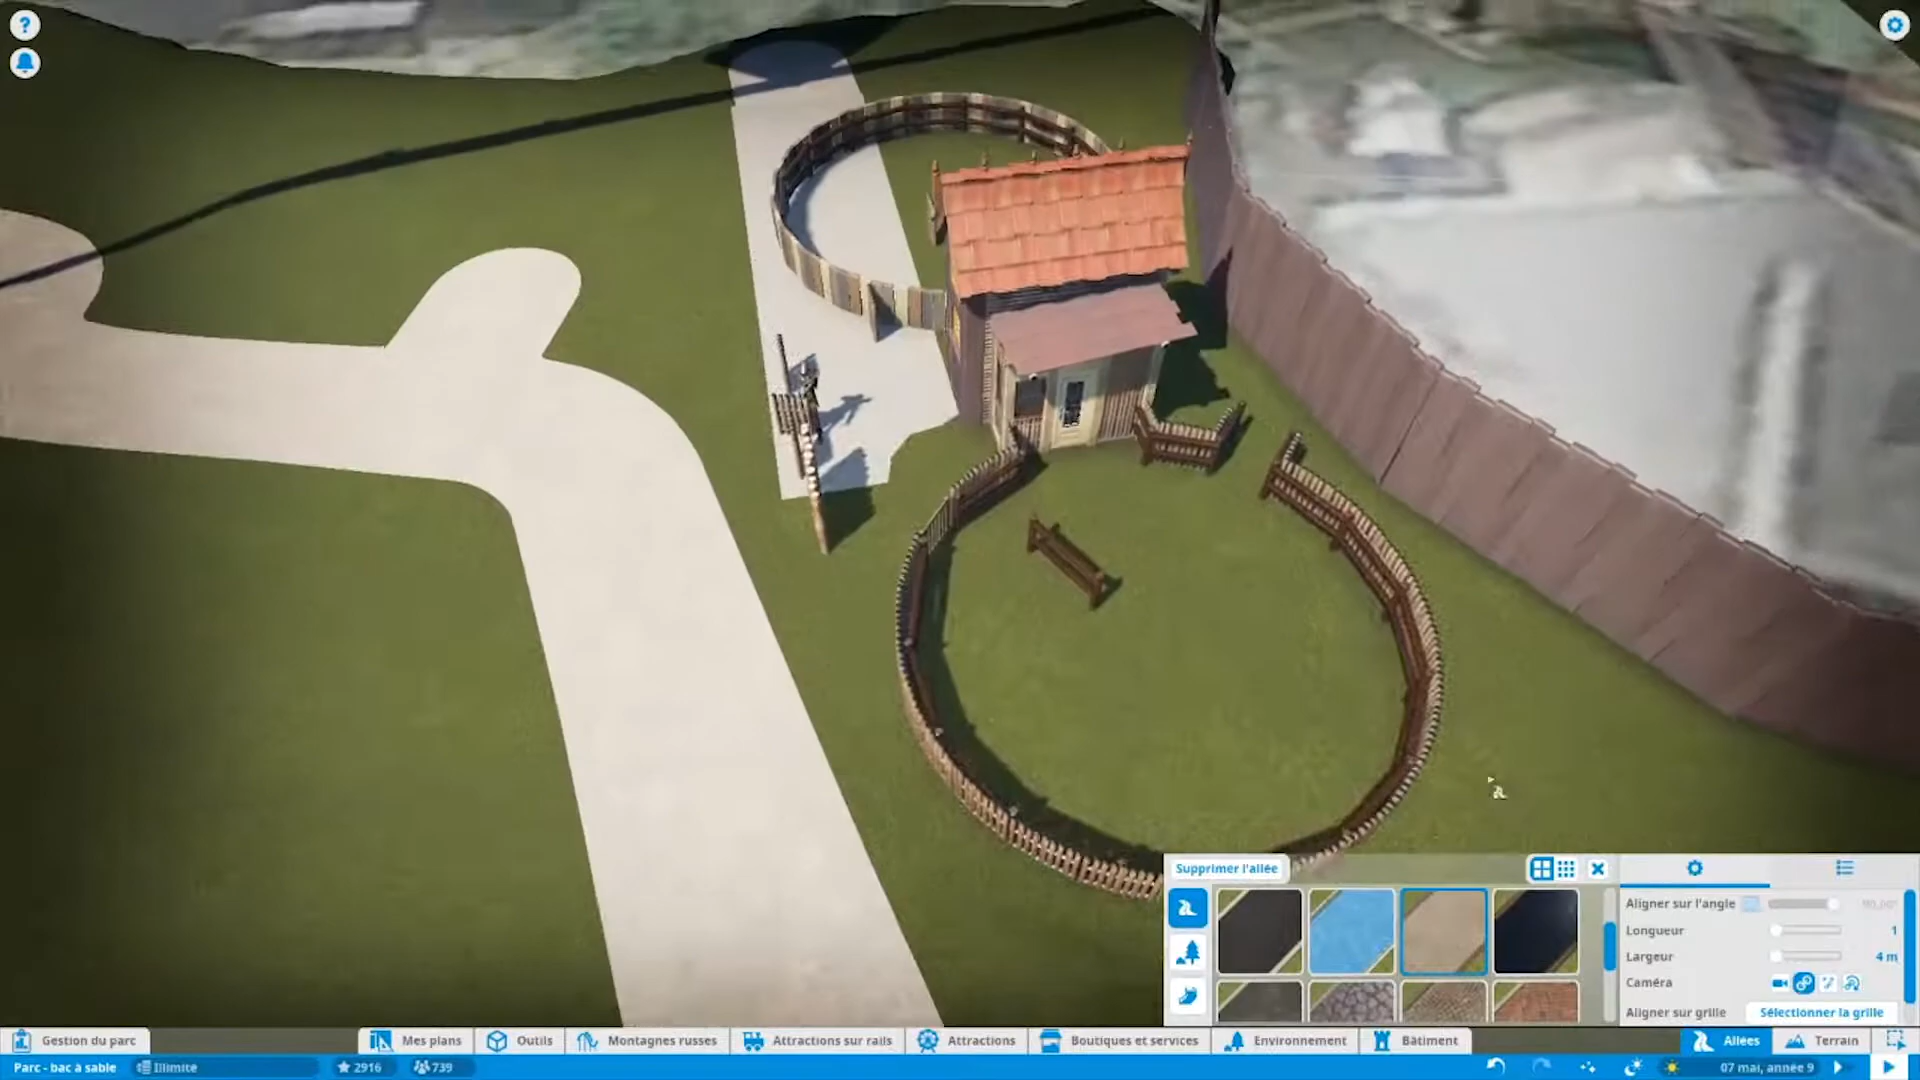 ?
Supprimer l'allée
Aligner sur l'angle 90,00°
Longueur 1
Largeur 4 m
Caméra
Aligner sur grille Sélectionner la grille
Gestion du parc Mes plans Outils Montagnes russes Attractions sur rails Attractions Boutiques et services Environnement Bâtiment Allées Terrain
Parc - bac à sable Illimité 2916 739 07 mai, année 9